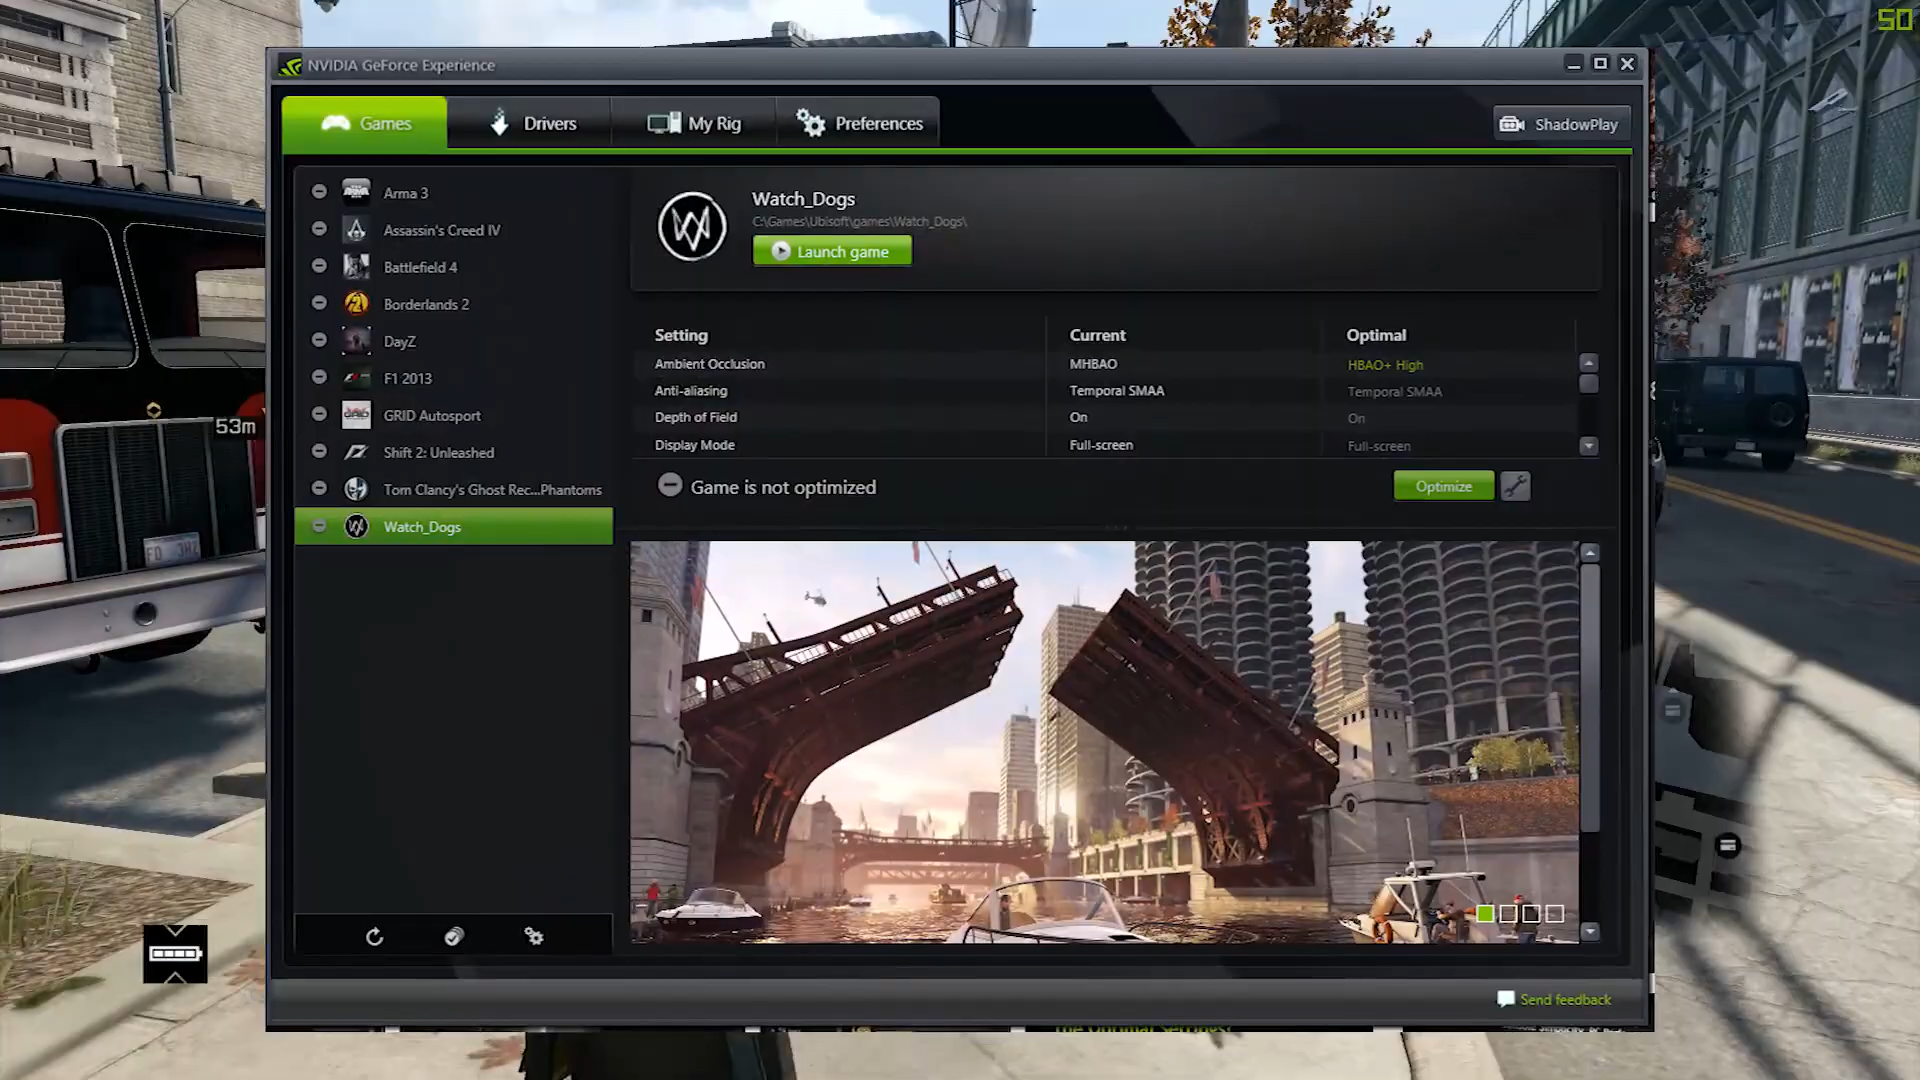 50
NVIDIA GeForce Experience
Games
Drivers
My Rig
Preferences
ShadowPlay
Arma 3
Assassin's Creed IV
Battlefield 4
Borderlands 2
DayZ
F1 2013
GRID Autosport
Shift 2: Unleashed
Tom Clancy's Ghost Rec...Phantoms
Watch_Dogs
Watch_Dogs
C:\Games\Ubisoft\games\Watch_Dogs\
Launch game
Setting Current Optimal
Ambient Occlusion MHBAO HBAO+ High
Anti-aliasing Temporal SMAA Temporal SMAA
Depth of Field On On
Display Mode Full-screen Full-screen
Game is not optimized
Optimize
53m
Send feedback
the Optimal Settings?